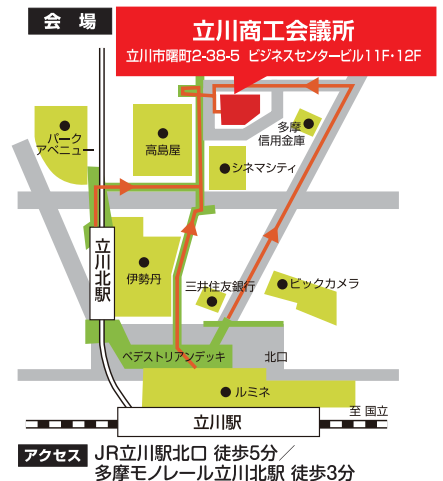 会場
立川商工会議所
立川市曙町2-38-5 ビジネスセンタービル11F・12F
パーク
アベニュー
高島屋
多摩
信用金庫
シネマシティ
立川北駅
伊勢丹
三井住友銀行
ビックカメラ
ペデストリアンデッキ
北口
ルミネ
至 国立
立川駅
アクセス JR立川駅北口 徒歩5分／
多摩モノレール立川北駅 徒歩3分